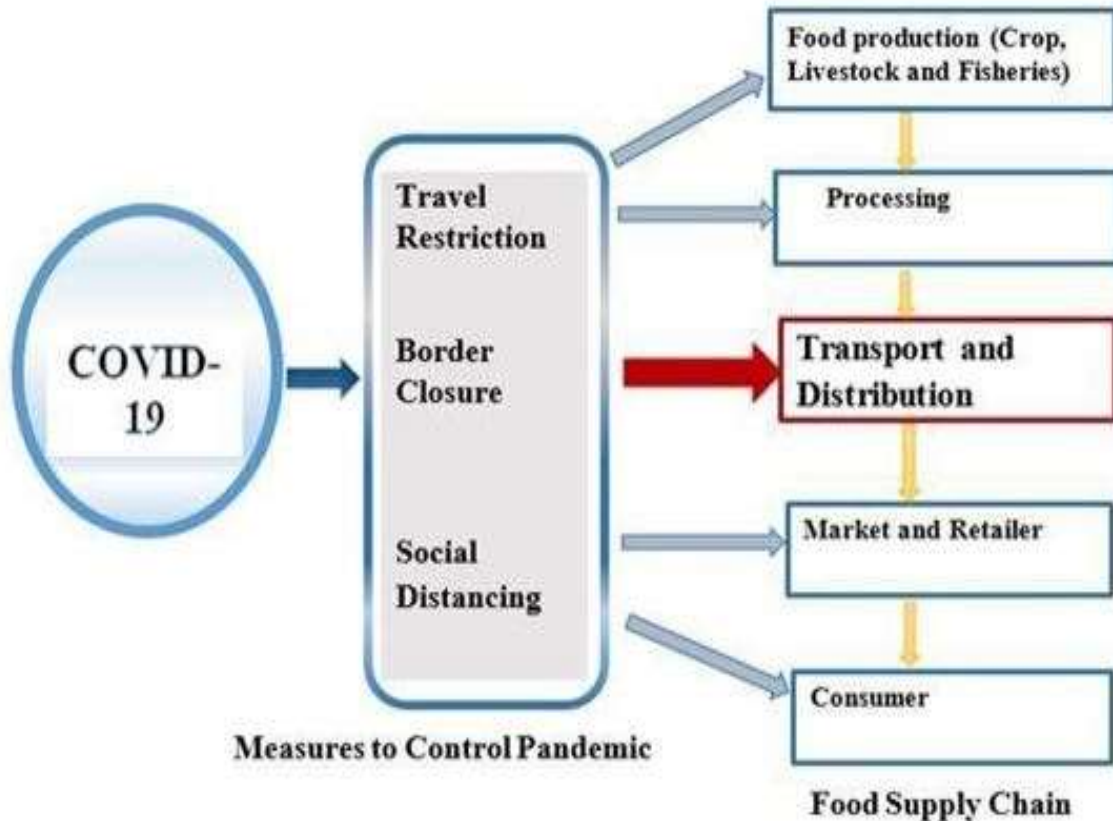 COVID-
19
Travel
Restriction
Border
Closure
Social
Distancing
Measures to Control Pandemic
Food production (Crop,
Livestock and Fisheries)
Processing
Transport and
Distribution
Market and Retailer
Consumer
Food Supply Chain